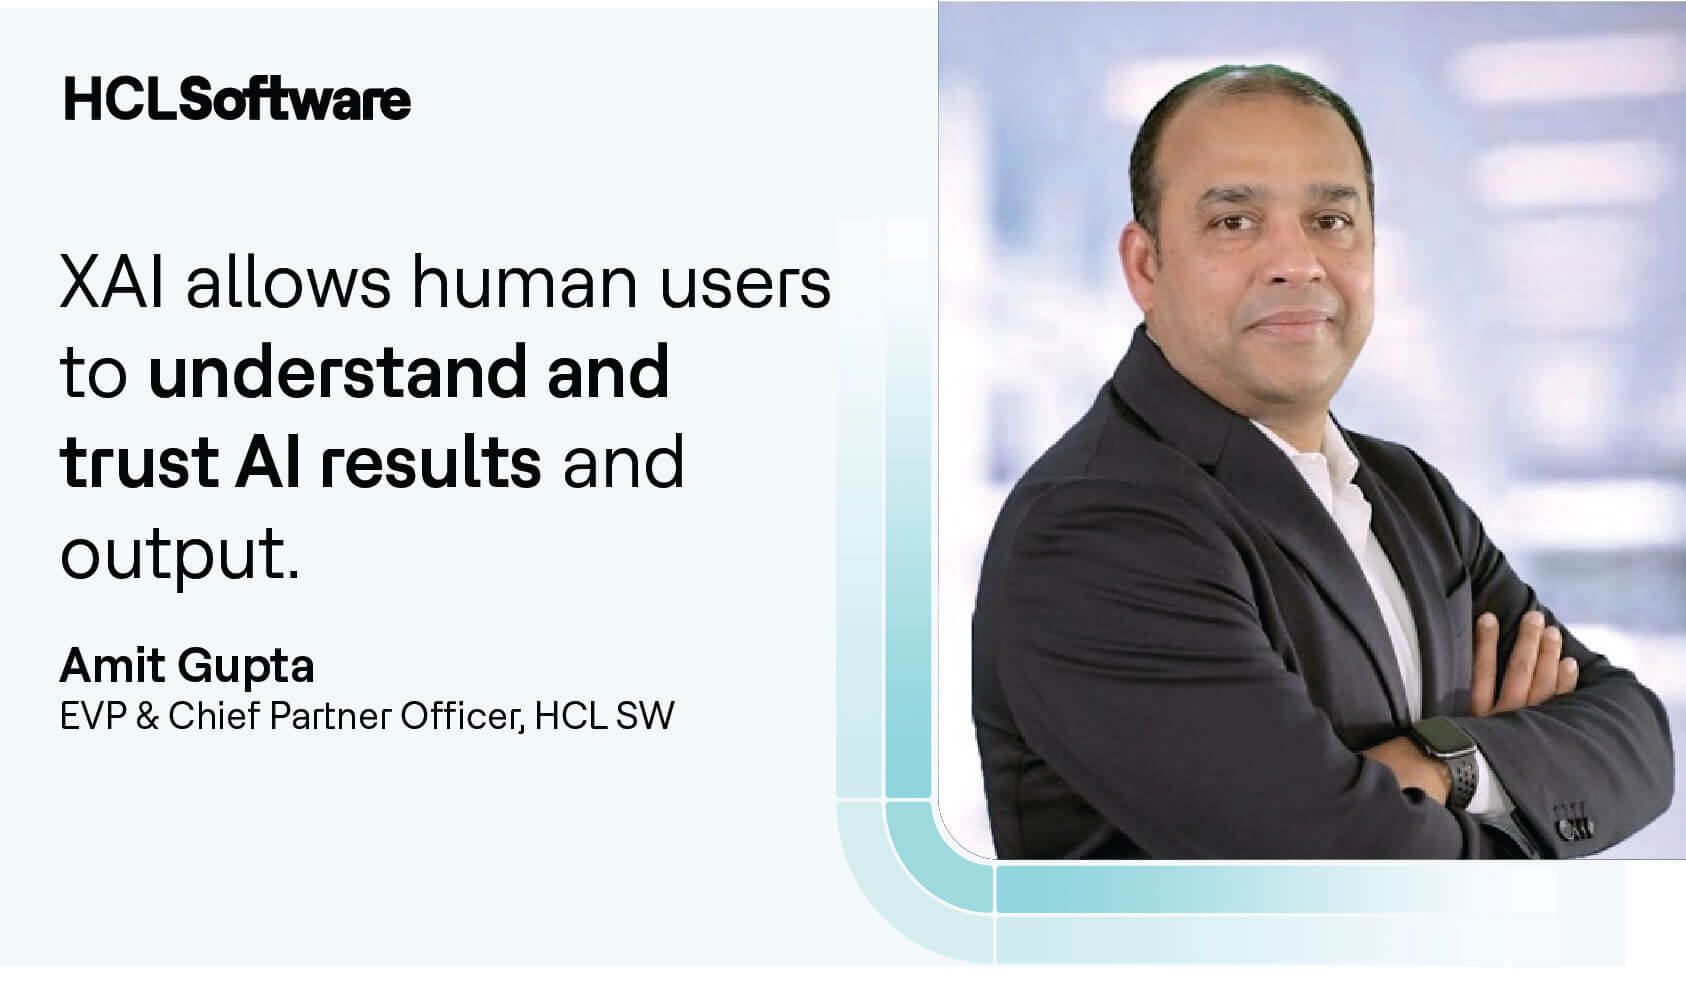 HCLSoftware
XAI allows human users
to understand and
trust AI results and
output.
Amit Gupta
EVP & Chief Partner Officer, HCL SW